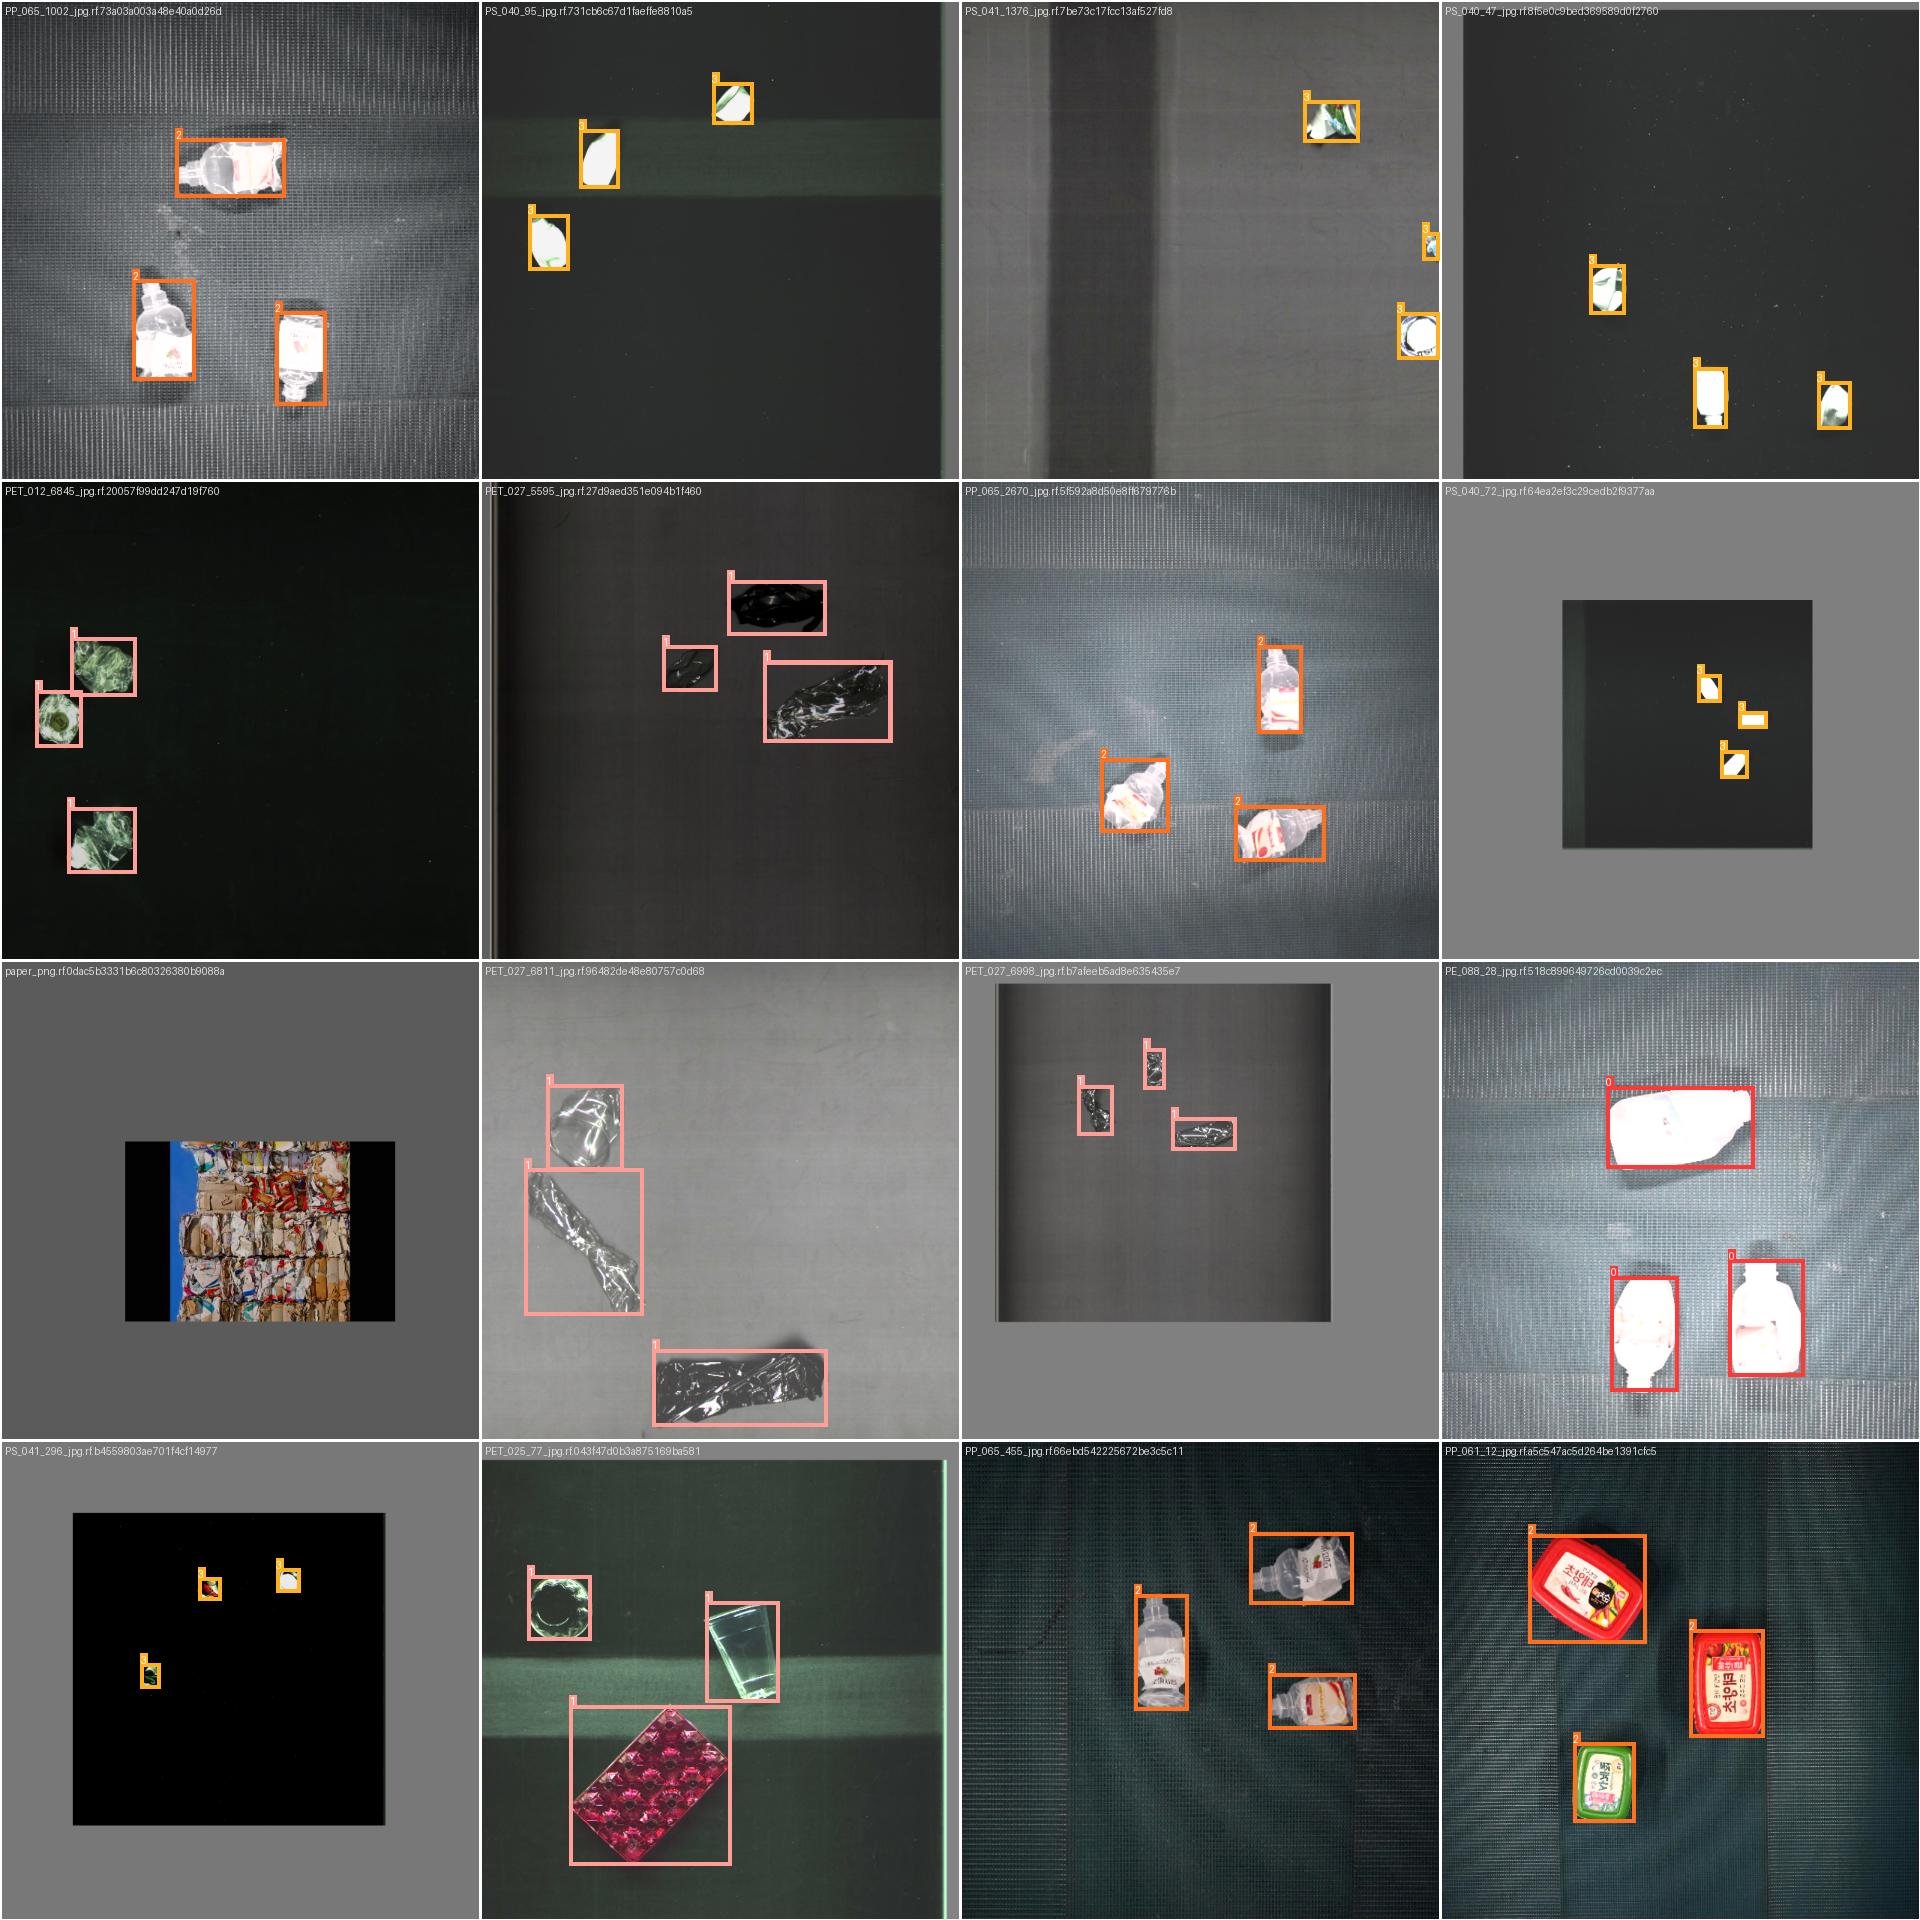 PP_065_1002_jpg.rf.73a03a003a48e40a0d26d
PS_040_95_jpg.rf.731cb6c67d1faeffe8810a5
PS_041_1376_jpg.rf.7be73c17fcc13af527fd8
PS_040_47_jpg.rf.8f5e0c9bed369589d0f2760
2
2
2
3
3
3
3
3
3
3
3
3
PET_012_6845_jpg.rf.20057f99dd247d19f760
PET_027_5595_jpg.rf.27d9aed351e094b1f460
PP_065_2670_jpg.rf.5f592a8d50e8ff679776b
PS_040_72_jpg.rf.64ea2ef3c29cedb2f9377aa
1
1
1
1
1
1
2
2
2
3
3
3
paper_png.rf.0dac5b3331b6c80326380b9088a
PET_027_6811_jpg.rf.96482de48e80757c0d68
PET_027_6998_jpg.rf.b7afeeb5ad8e635435e7
PE_088_28_jpg.rf.518c899649726cd0039c2ec
1
1
1
1
1
1
0
0
0
PS_041_296_jpg.rf.b4559803ae701f4cf14977
PET_025_77_jpg.rf.043f47d0b3a875169ba581
PP_065_455_jpg.rf.66ebd542225672be3c5c11
PP_061_12_jpg.rf.a5c547ac5d264be1391cfc5
3
3
3
1
1
1
2
2
2
2
2
2